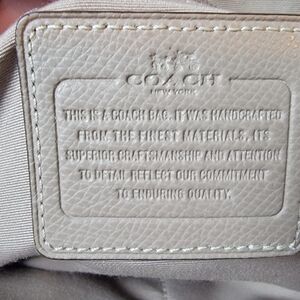 COACH
NEW YORK
THIS IS A COACH BAG. IT WAS HANDCRAFTED
FROM THE FINEST MATERIALS. ITS
SUPERIOR CRAFTSMANSHIP AND ATTENTION
TO DETAIL REFLECT OUR COMMITMENT
TO ENDURING QUALITY.